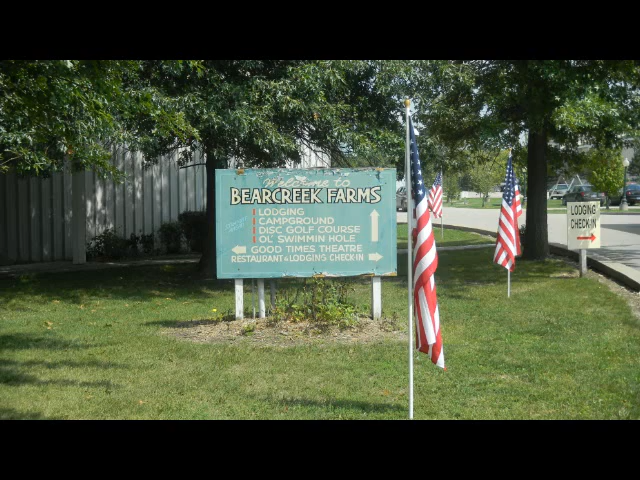 Welcome to
BEARCREEK FARMS
LODGING
CAMPGROUND
DISC GOLF COURSE
OL' SWIMMIN HOLE
GOOD TIMES THEATRE
RESTAURANT & LODGING CHECK-IN
LODGING
CHECK-IN